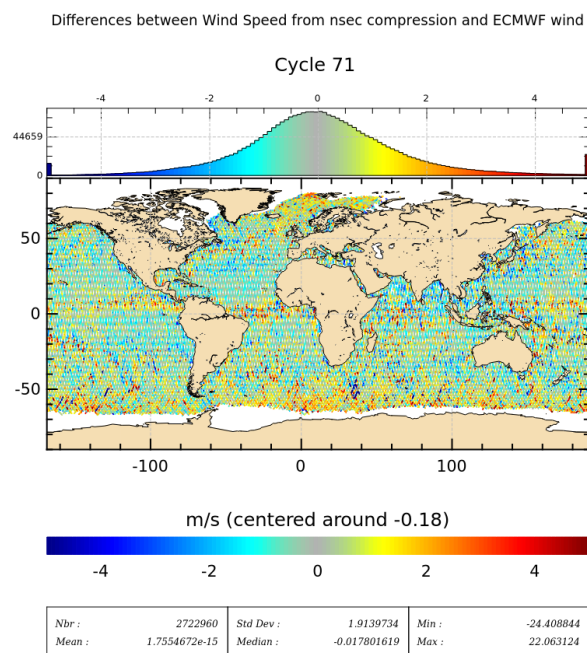 Differences between Wind Speed from nsec compression and ECMWF wind
Cycle 71
-4 -2 0 2 4
44659
0
50
0
-50
-100 0 100
m/s (centered around -0.18)
-4 -2 0 2 4
Nbr : 2722960 Std Dev : 1.9139734 Min : -24.408844
Mean : 1.7554672e-15 Median : -0.017801619 Max : 22.063124